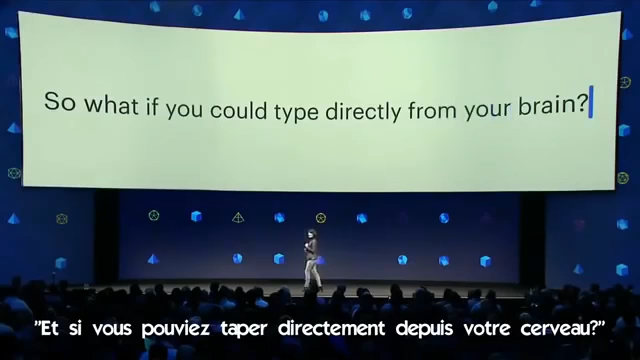 So what if you could type directly from your brain?
"Et si vous pouviez taper directement depuis votre cerveau?"